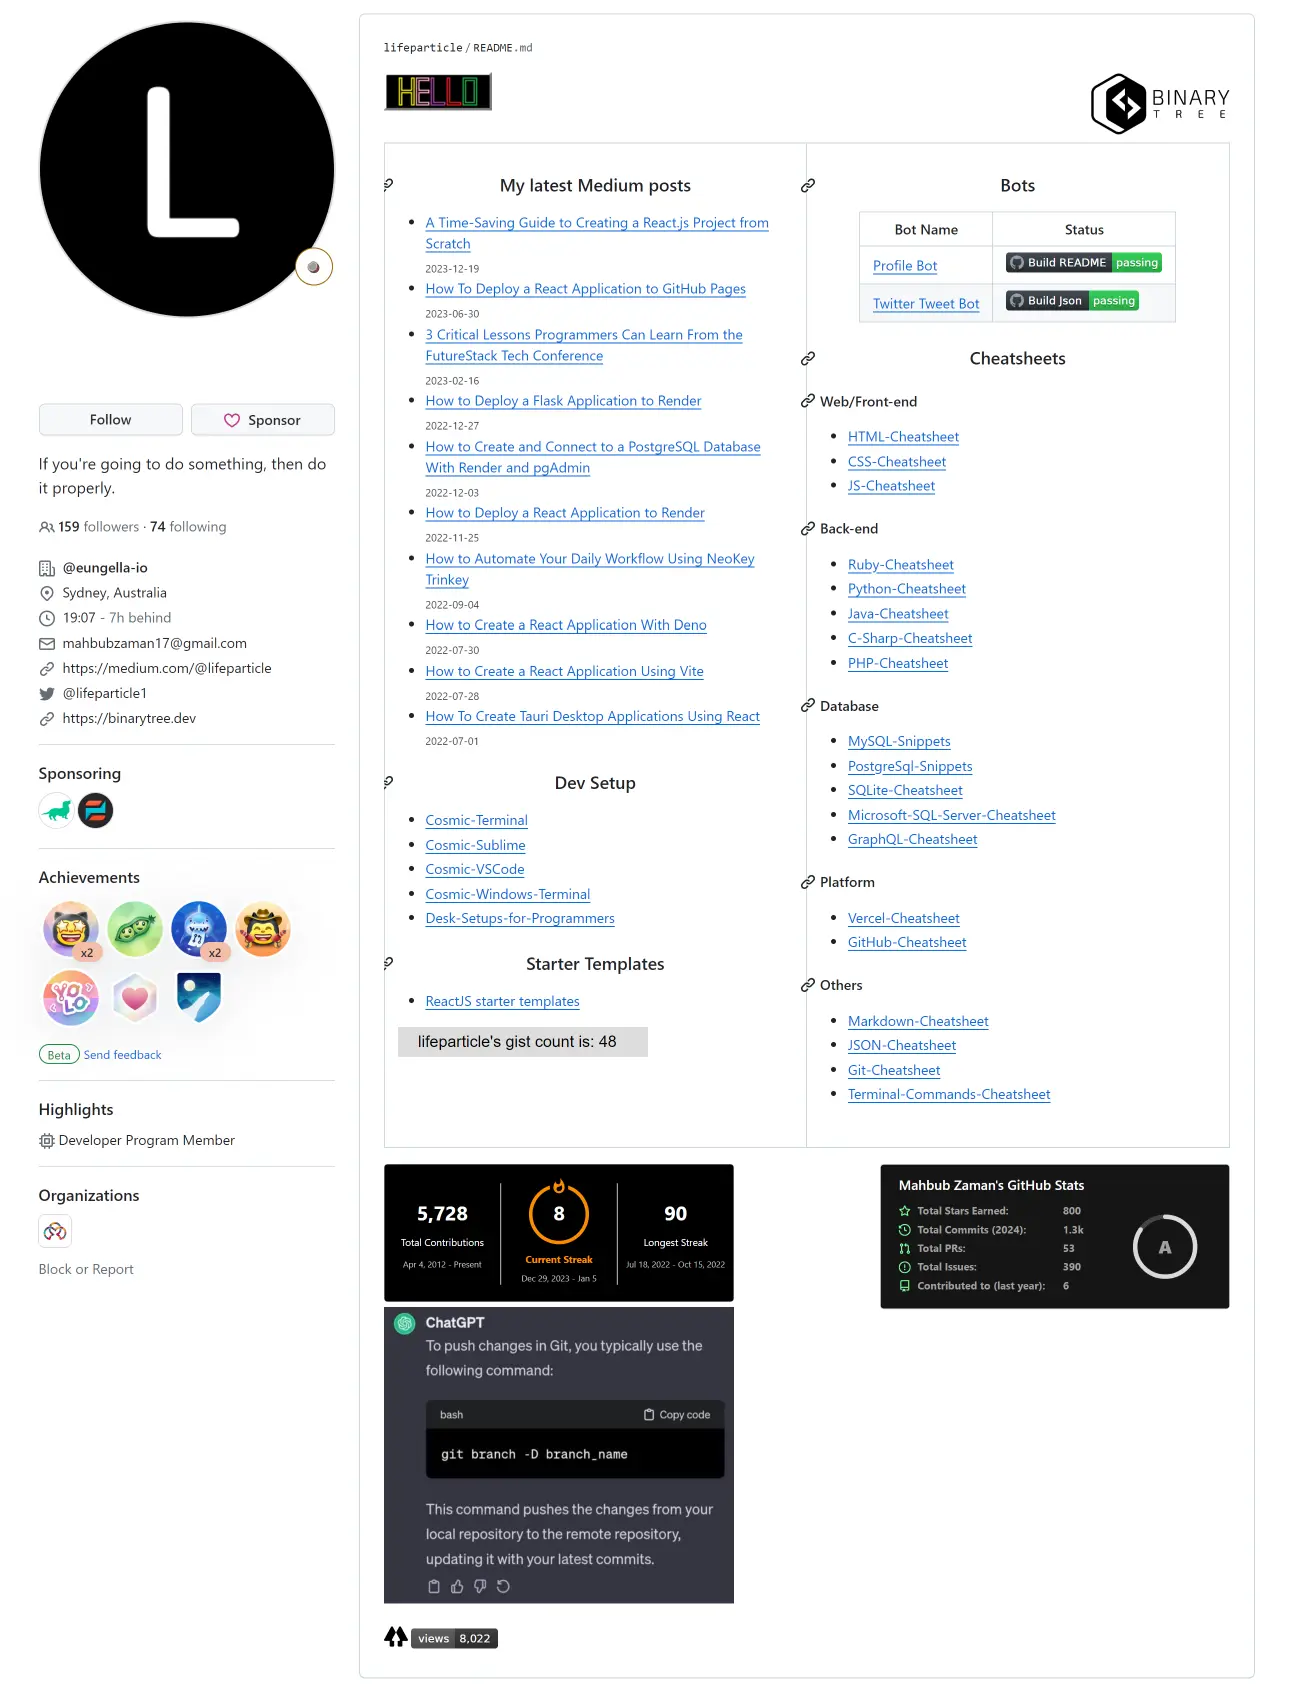 L
Follow
Sponsor
If you're going to do something, then do
it properly.
159 followers · 74 following
@eungella-io
Sydney, Australia
19:07 - 7h behind
mahbubzaman17@gmail.com
https://medium.com/@lifeparticle
@lifeparticle1
https://binarytree.dev
Sponsoring
Achievements
x2
x2
YOLO
Beta Send feedback
Highlights
Developer Program Member
Organizations
Block or Report
lifeparticle/README.md
HELLO
BINARY
TREE
My latest Medium posts
A Time-Saving Guide to Creating a React.js Project from
Scratch
2023-12-19
How To Deploy a React Application to GitHub Pages
2023-06-30
3 Critical Lessons Programmers Can Learn From the
FutureStack Tech Conference
2023-02-16
How to Deploy a Flask Application to Render
2022-12-27
How to Create and Connect to a PostgreSQL Database
With Render and pgAdmin
2022-12-03
How to Deploy a React Application to Render
2022-11-25
How to Automate Your Daily Workflow Using NeoKey
Trinkey
2022-09-04
How to Create a React Application With Deno
2022-07-30
How to Create a React Application Using Vite
2022-07-28
How To Create Tauri Desktop Applications Using React
2022-07-01
Dev Setup
Cosmic-Terminal
Cosmic-Sublime
Cosmic-VSCode
Cosmic-Windows-Terminal
Desk-Setups-for-Programmers
Starter Templates
ReactJS starter templates
lifeparticle's gist count is: 48
Bots
Bot Name Status
Profile Bot Build README passing
Twitter Tweet Bot Build Json passing
Cheatsheets
Web/Front-end
HTML-Cheatsheet
CSS-Cheatsheet
JS-Cheatsheet
Back-end
Ruby-Cheatsheet
Python-Cheatsheet
Java-Cheatsheet
C-Sharp-Cheatsheet
PHP-Cheatsheet
Database
MySQL-Snippets
PostgreSql-Snippets
SQLite-Cheatsheet
Microsoft-SQL-Server-Cheatsheet
GraphQL-Cheatsheet
Platform
Vercel-Cheatsheet
GitHub-Cheatsheet
Others
Markdown-Cheatsheet
JSON-Cheatsheet
Git-Cheatsheet
Terminal-Commands-Cheatsheet
5,728
Total Contributions
Apr 4, 2012 - Present
8
Current Streak
Dec 29, 2023 - Jan 5
90
Longest Streak
Jul 18, 2022 - Oct 15, 2022
Mahbub Zaman's GitHub Stats
Total Stars Earned: 800
Total Commits (2024): 1.3k
Total PRs: 53
Total Issues: 390
Contributed to (last year): 6
A
ChatGPT
To push changes in Git, you typically use the
following command:
bash Copy code
git branch -D branch_name
This command pushes the changes from your
local repository to the remote repository,
updating it with your latest commits.
views 8,022